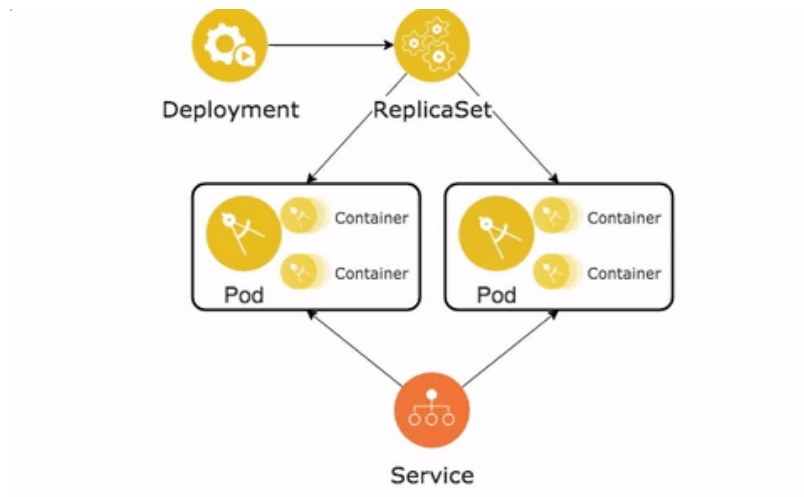 Deployment
ReplicaSet
Container
Container
Pod
Container
Container
Pod
Service